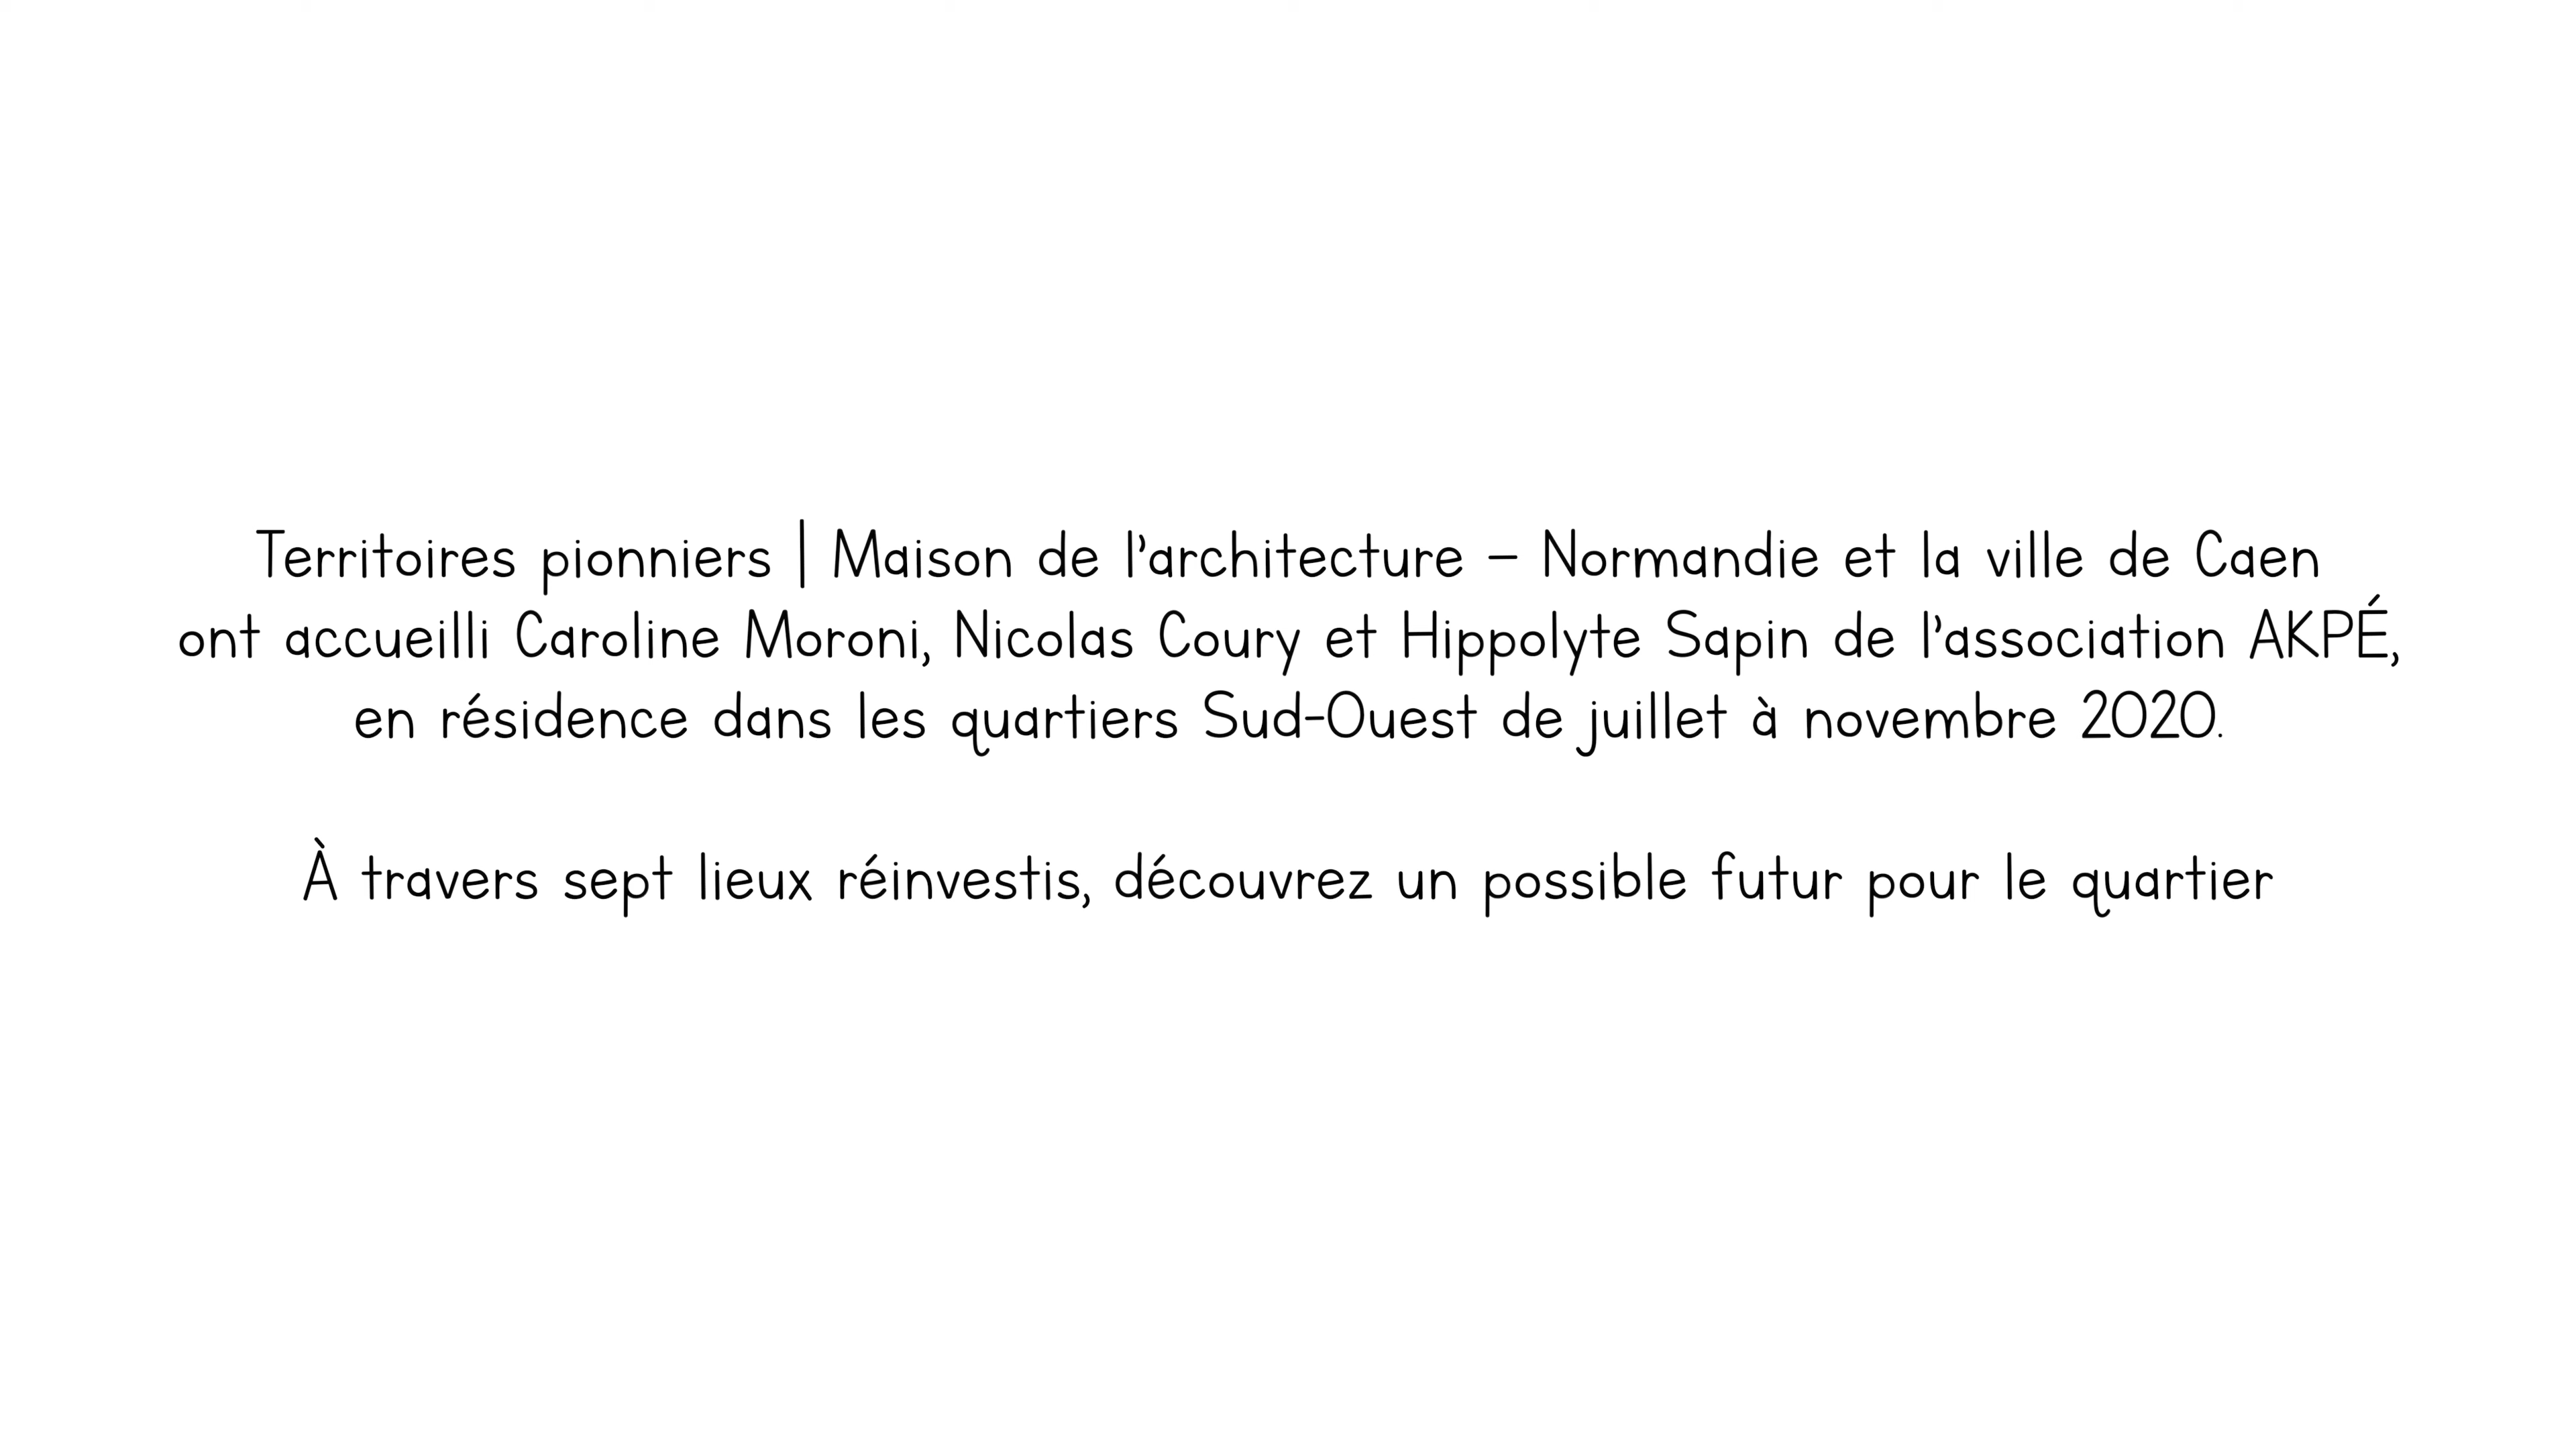 Territoires pionniers | Maison de l'architecture – Normandie et la ville de Caen
ont accueilli Caroline Moroni, Nicolas Coury et Hippolyte Sapin de l'association AKPÉ,
en résidence dans les quartiers Sud-Ouest de juillet à novembre 2020.
À travers sept lieux réinvestis, découvrez un possible futur pour le quartier